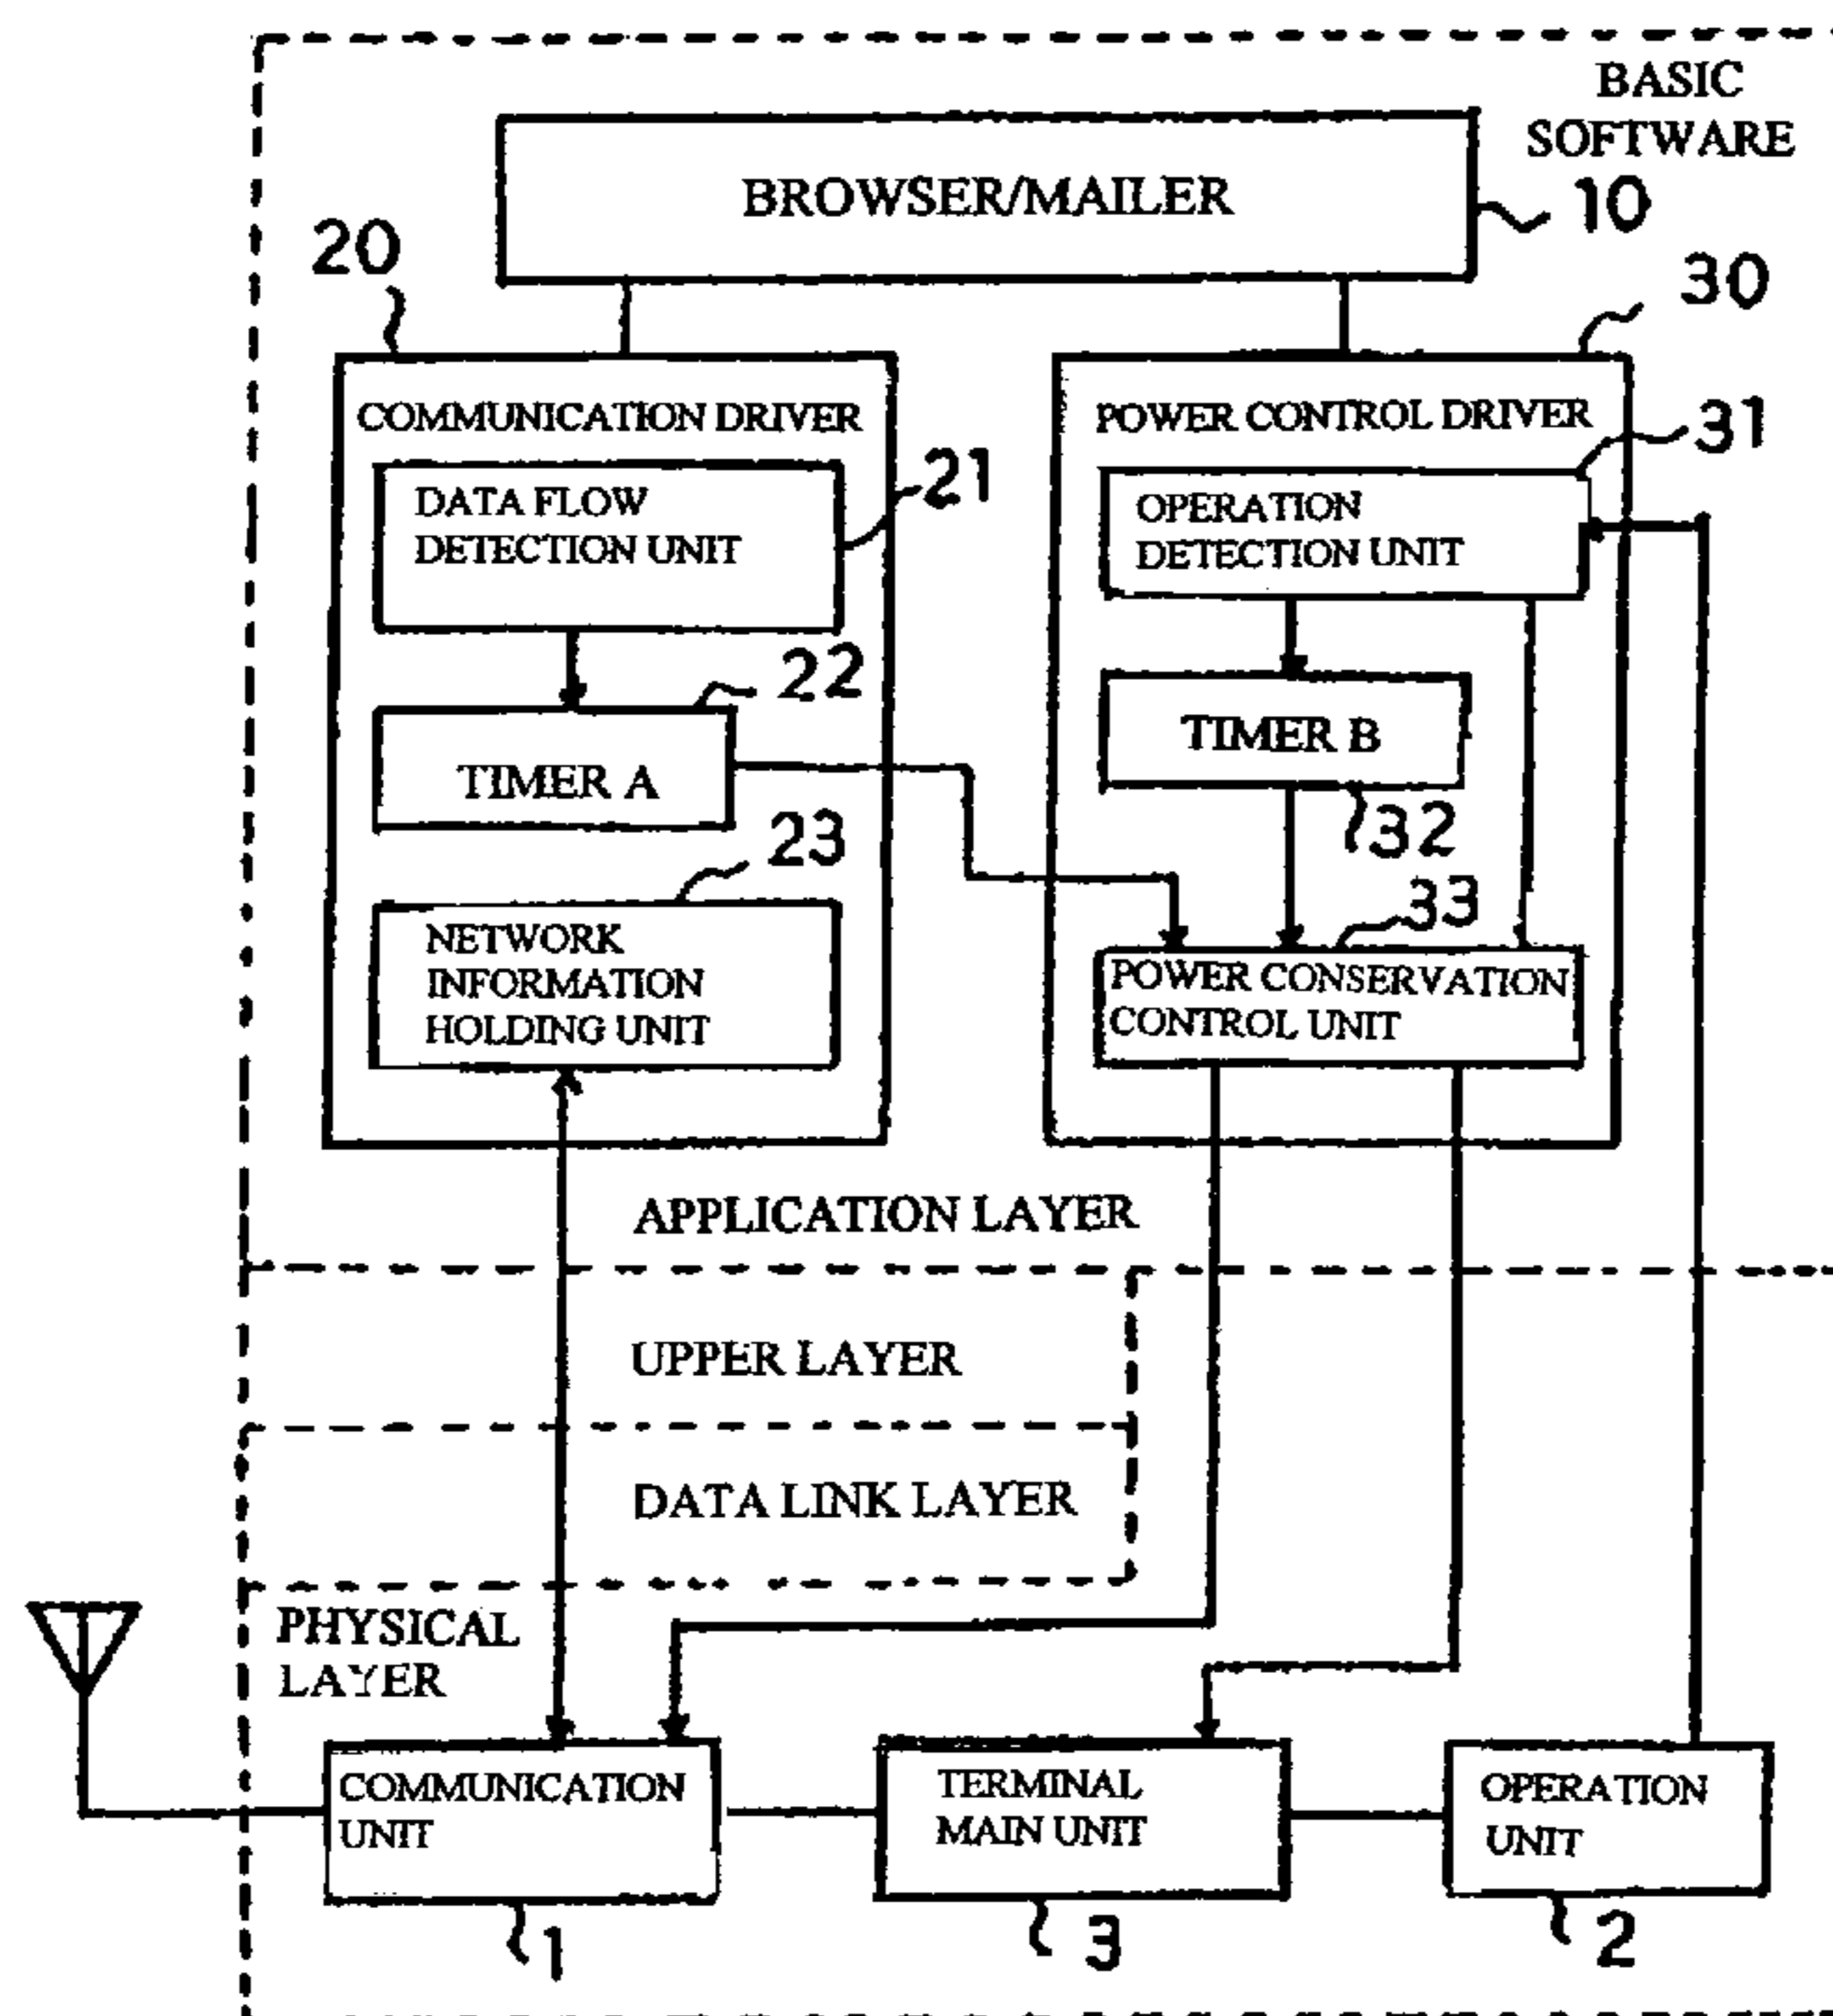 BASIC
SOFTWARE
BROWSER/MAILER
10
20
30
COMMUNICATION DRIVER
POWER CONTROL DRIVER
31
21
DATA FLOW
DETECTION UNIT
OPERATION
DETECTION UNIT
22
TIMER A
TIMER B
32
23
33
NETWORK
INFORMATION
HOLDING UNIT
POWER CONSERVATION
CONTROL UNIT
APPLICATION LAYER
UPPER LAYER
DATA LINK LAYER
PHYSICAL
LAYER
COMMUNICATION
UNIT
TERMINAL
MAIN UNIT
OPERATION
UNIT
1
3
2